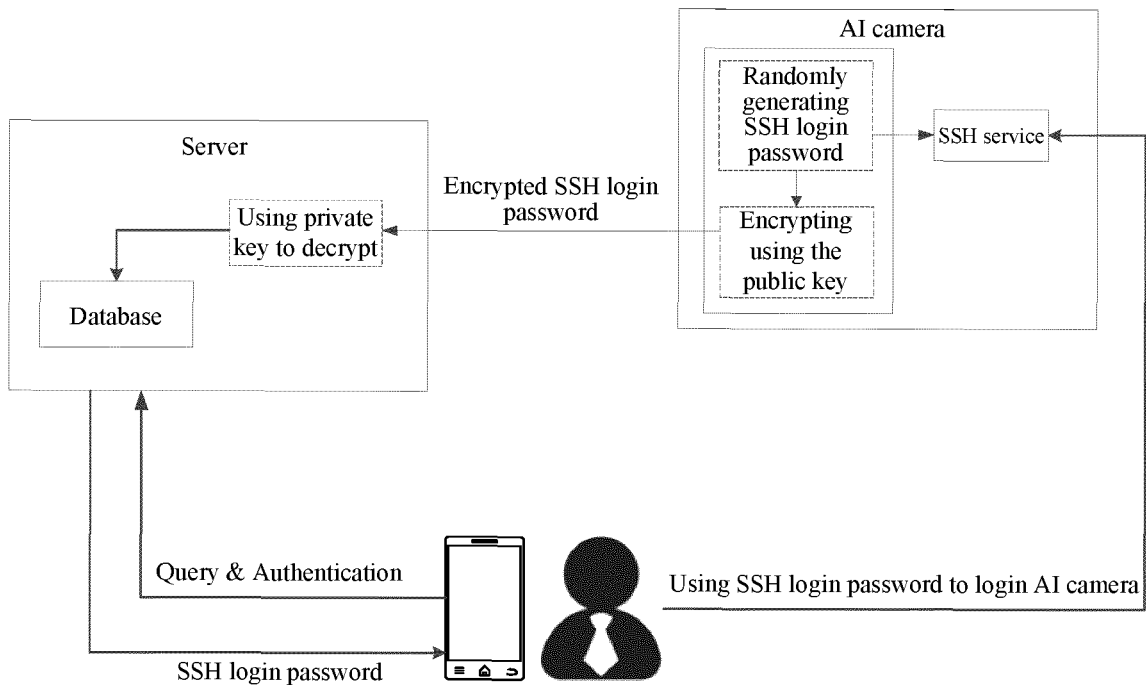 AI camera
Randomly
generating
SSH login
password
SSH service
Server
Encrypted SSH login
password
Using private
key to decrypt
Encrypting
using the
public key
Database
Query & Authentication
Using SSH login password to login AI camera
SSH login password